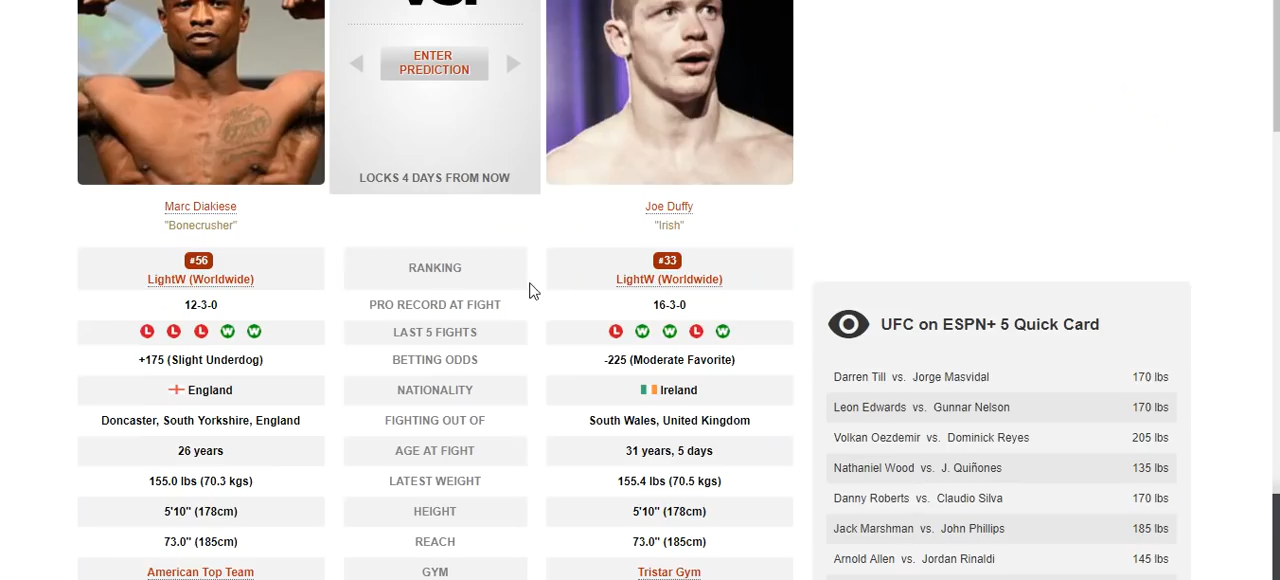 ENTER
PREDICTION
LOCKS 4 DAYS FROM NOW
Marc Diakiese
"Bonecrusher"
Joe Duffy
"Irish"
#56
LightW (Worldwide)
RANKING
#33
LightW (Worldwide)
12-3-0
PRO RECORD AT FIGHT
16-3-0
L L L W W
LAST 5 FIGHTS
L W W L W
+175 (Slight Underdog)
BETTING ODDS
-225 (Moderate Favorite)
England
NATIONALITY
Ireland
Doncaster, South Yorkshire, England
FIGHTING OUT OF
South Wales, United Kingdom
26 years
AGE AT FIGHT
31 years, 5 days
155.0 lbs (70.3 kgs)
LATEST WEIGHT
155.4 lbs (70.5 kgs)
5'10" (178cm)
HEIGHT
5'10" (178cm)
73.0" (185cm)
REACH
73.0" (185cm)
American Top Team
GYM
Tristar Gym
UFC on ESPN+ 5 Quick Card
Darren Till vs. Jorge Masvidal 170 lbs
Leon Edwards vs. Gunnar Nelson 170 lbs
Volkan Oezdemir vs. Dominick Reyes 205 lbs
Nathaniel Wood vs. J. Quiñones 135 lbs
Danny Roberts vs. Claudio Silva 170 lbs
Jack Marshman vs. John Phillips 185 lbs
Arnold Allen vs. Jordan Rinaldi 145 lbs